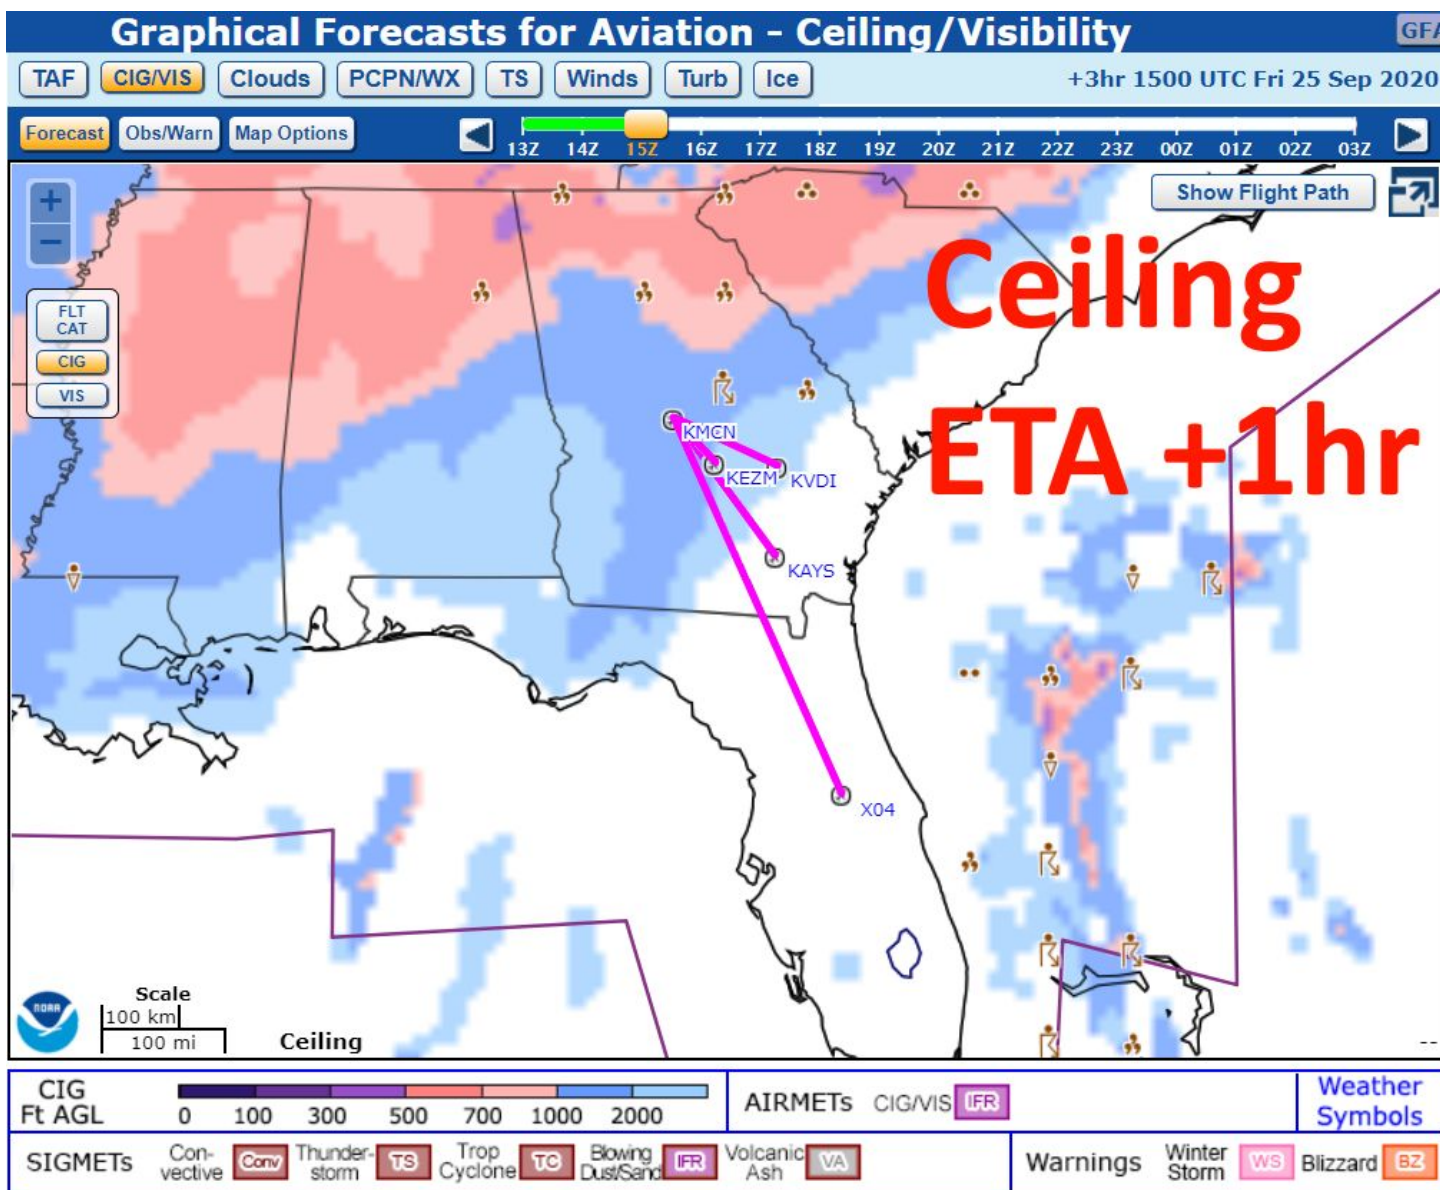 Graphical Forecasts for Aviation - Ceiling/Visibility
GFA
TAF CIG/VIS Clouds PCPN/WX TS Winds Turb Ice
+3hr 1500 UTC Fri 25 Sep 2020
Forecast Obs/Warn Map Options
13Z 14Z 15Z 16Z 17Z 18Z 19Z 20Z 21Z 22Z 23Z 00Z 01Z 02Z 03Z
+
−
Show Flight Path
FLT
CAT
CIG
VIS
Ceiling
ETA +1hr
KMCN
KEZM
KVDI
KAYS
X04
NOAA
Scale
100 km
100 mi
Ceiling
--
CIG
Ft AGL
0 100 300 500 700 1000 2000
AIRMETs CIG/VIS IFR
Weather
Symbols
SIGMETs
Con-
vective
Conv
Thunder-
storm
TS
Trop
Cyclone
TC
Blowing
Dust/Sand
IFR
Volcanic
Ash
VA
Warnings
Winter
Storm
WS
Blizzard
BZ